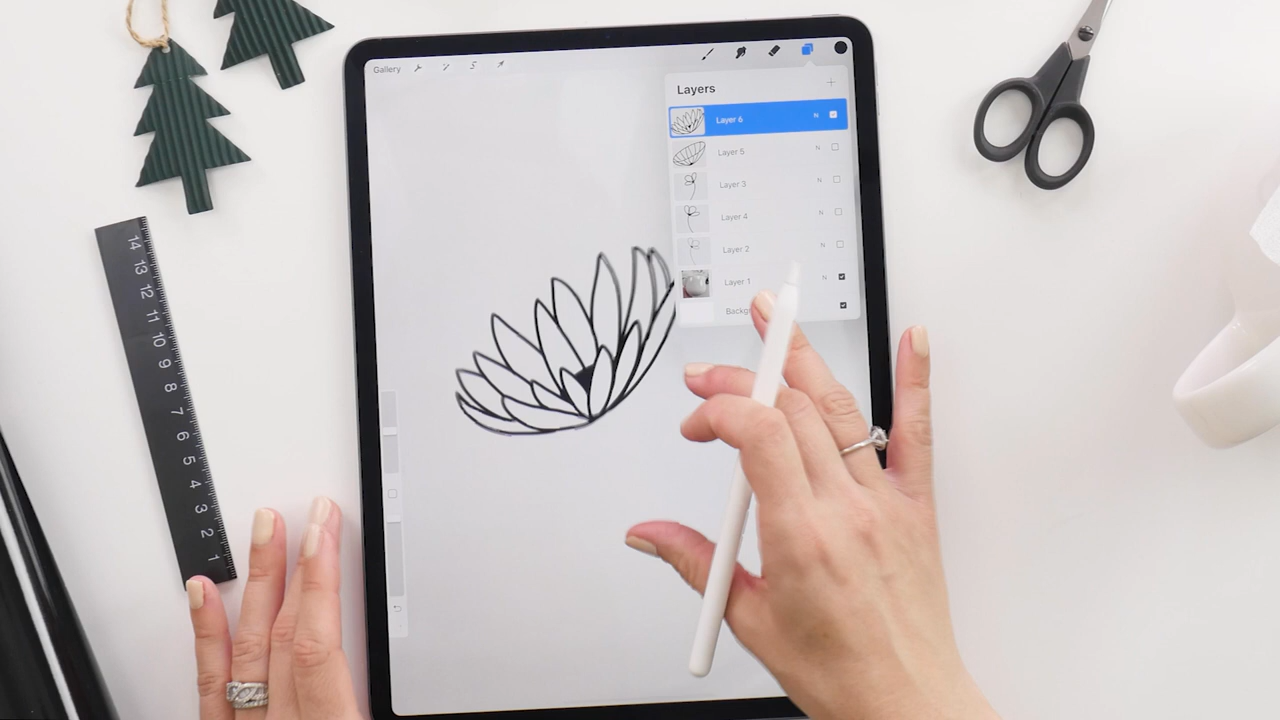 Gallery
Layers
Layer 6 N
Layer 5 N
Layer 3 N
Layer 4 N
Layer 2 N
Layer 1 N
Backg
14
13
12
11
10
9
8
7
6
5
4
3
2
1